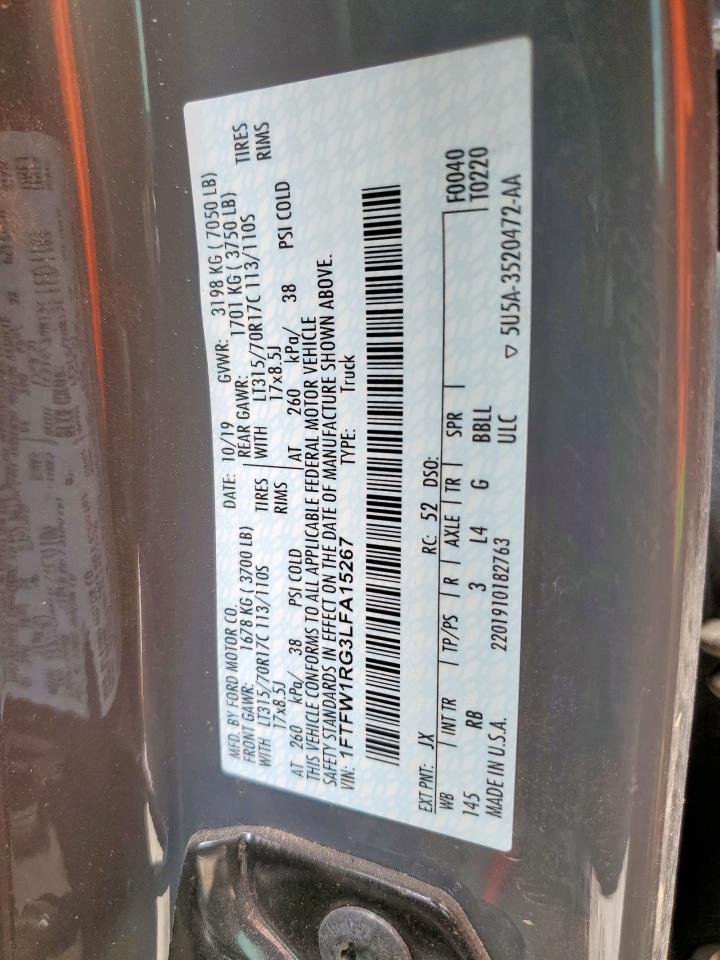 MFD. BY FORD MOTOR CO.
DATE: 10/19 GVWR: 3198 KG ( 7050 LB)
FRONT GAWR: 1678 KG ( 3700 LB) REAR GAWR: 1701 KG ( 3750 LB)
WITH LT315/70R17C 113/110S TIRES WITH LT315/70R17C 113/110S TIRES
17x8.5J RIMS 17x8.5J RIMS
AT 260 kPa/ 38 PSI COLD AT 260 kPa/ 38 PSI COLD
THIS VEHICLE CONFORMS TO ALL APPLICABLE FEDERAL MOTOR VEHICLE
SAFETY STANDARDS IN EFFECT ON THE DATE OF MANUFACTURE SHOWN ABOVE.
VIN: 1FTFW1RG3LFA15267 TYPE: Truck
EXT PNT: JX RC: 52 DSO:
WB INT TR TP/PS R AXLE TR SPR F0040
145 RB 3 L4 G BBLL T0220
MADE IN U.S.A. 2201910182763 ULC
5U5A-3520472-AA